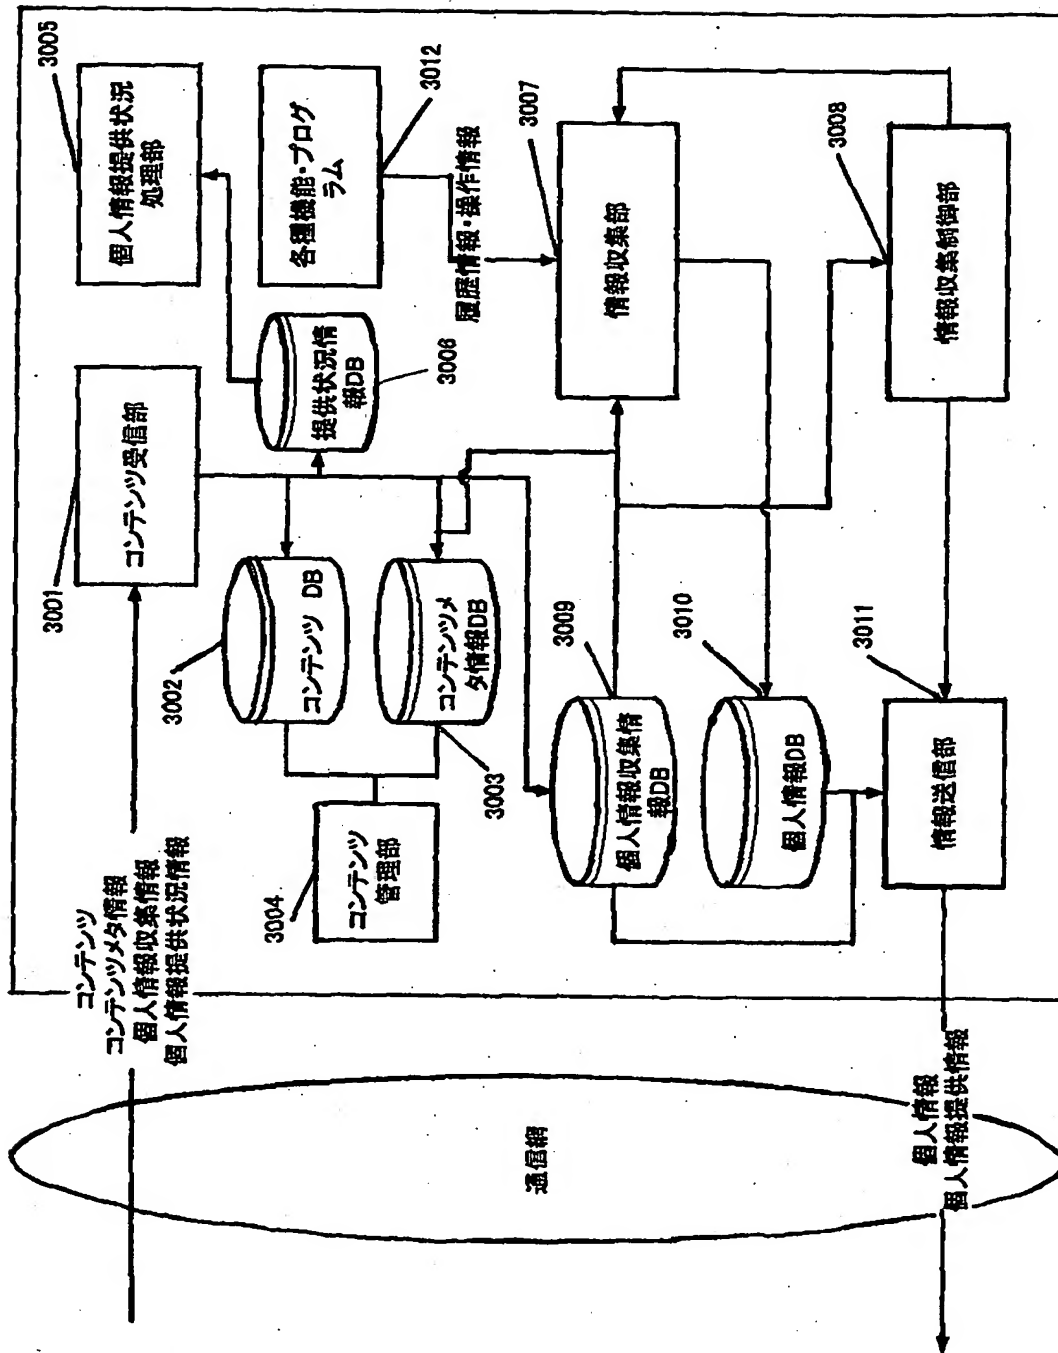 コンテンツ
コンテンツメタ情報
個人情報収集情報
個人情報提供状況情報
通信網
個人情報
個人情報提供情報
3001
コンテンツ受信部
3005
個人情報提供状況
処理部
3002
コンテンツ DB
提供状況情
報DB
3006
各種機能・プログ
ラム
3012
3004
コンテンツ
管理部
コンテンツメ
タ情報DB
3003
履歴情報・操作情報
3009
個人情報収集情
報DB
3007
情報収集部
3010
個人情報DB
3008
情報収集制御部
3011
情報送信部